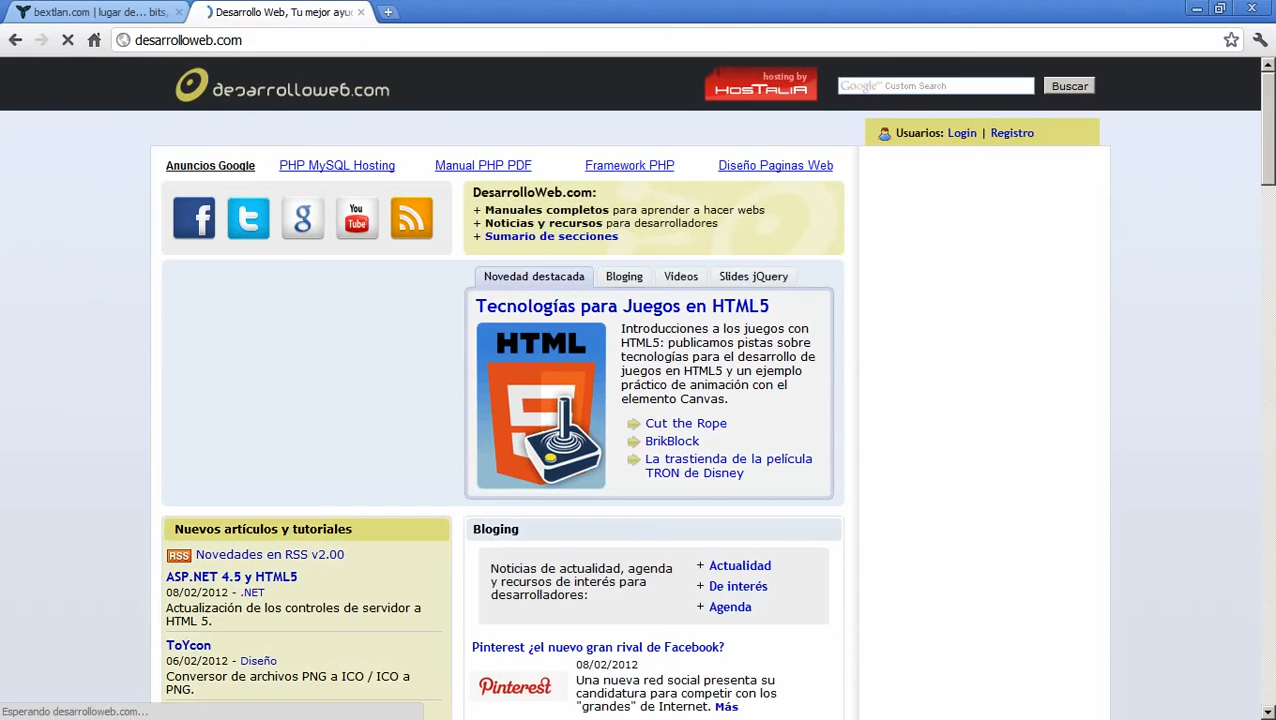 bextlan.com | lugar de... bits,
Desarrollo Web, Tu mejor ayu
desarrolloweb.com
desarrolloweb.com
hosting by
HOSTALIA
Google Custom Search
Buscar
Usuarios: Login | Registro
Anuncios Google PHP MySQL Hosting Manual PHP PDF Framework PHP Diseño Paginas Web
f t g You Tube
DesarrolloWeb.com:
+ Manuales completos para aprender a hacer webs
+ Noticias y recursos para desarrolladores
+ Sumario de secciones
Novedad destacada Bloging Videos Slides jQuery
Tecnologías para Juegos en HTML5
HTML
Introducciones a los juegos con
HTML5: publicamos pistas sobre
tecnologías para el desarrollo de
juegos en HTML5 y un ejemplo
práctico de animación con el
elemento Canvas.
Cut the Rope
BrikBlock
La trastienda de la película
TRON de Disney
Nuevos artículos y tutoriales
RSS Novedades en RSS v2.00
ASP.NET 4.5 y HTML5
08/02/2012 - .NET
Actualización de los controles de servidor a
HTML 5.
ToYcon
06/02/2012 - Diseño
Conversor de archivos PNG a ICO / ICO a
PNG.
Bloging
Noticias de actualidad, agenda
y recursos de interés para
desarrolladores:
+ Actualidad
+ De interés
+ Agenda
Pinterest ¿el nuevo gran rival de Facebook?
Pinterest
08/02/2012
Una nueva red social presenta su
candidatura para competir con los
"grandes" de Internet. Más
Esperando desarrolloweb.com...